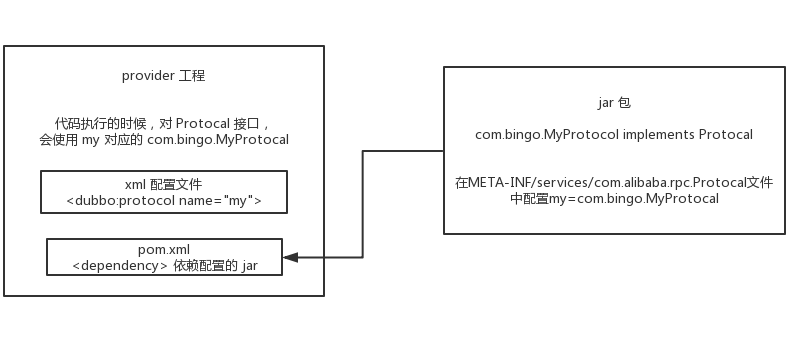 provider 工程
代码执行的时候，对 Protocal 接口，
会使用 my 对应的 com.bingo.MyProtocal
xml 配置文件
<dubbo:protocol name="my">
pom.xml
<dependency> 依赖配置的 jar
jar 包
com.bingo.MyProtocol implements Protocal
在META-INF/services/com.alibaba.rpc.Protocal文件
中配置my=com.bingo.MyProtocal